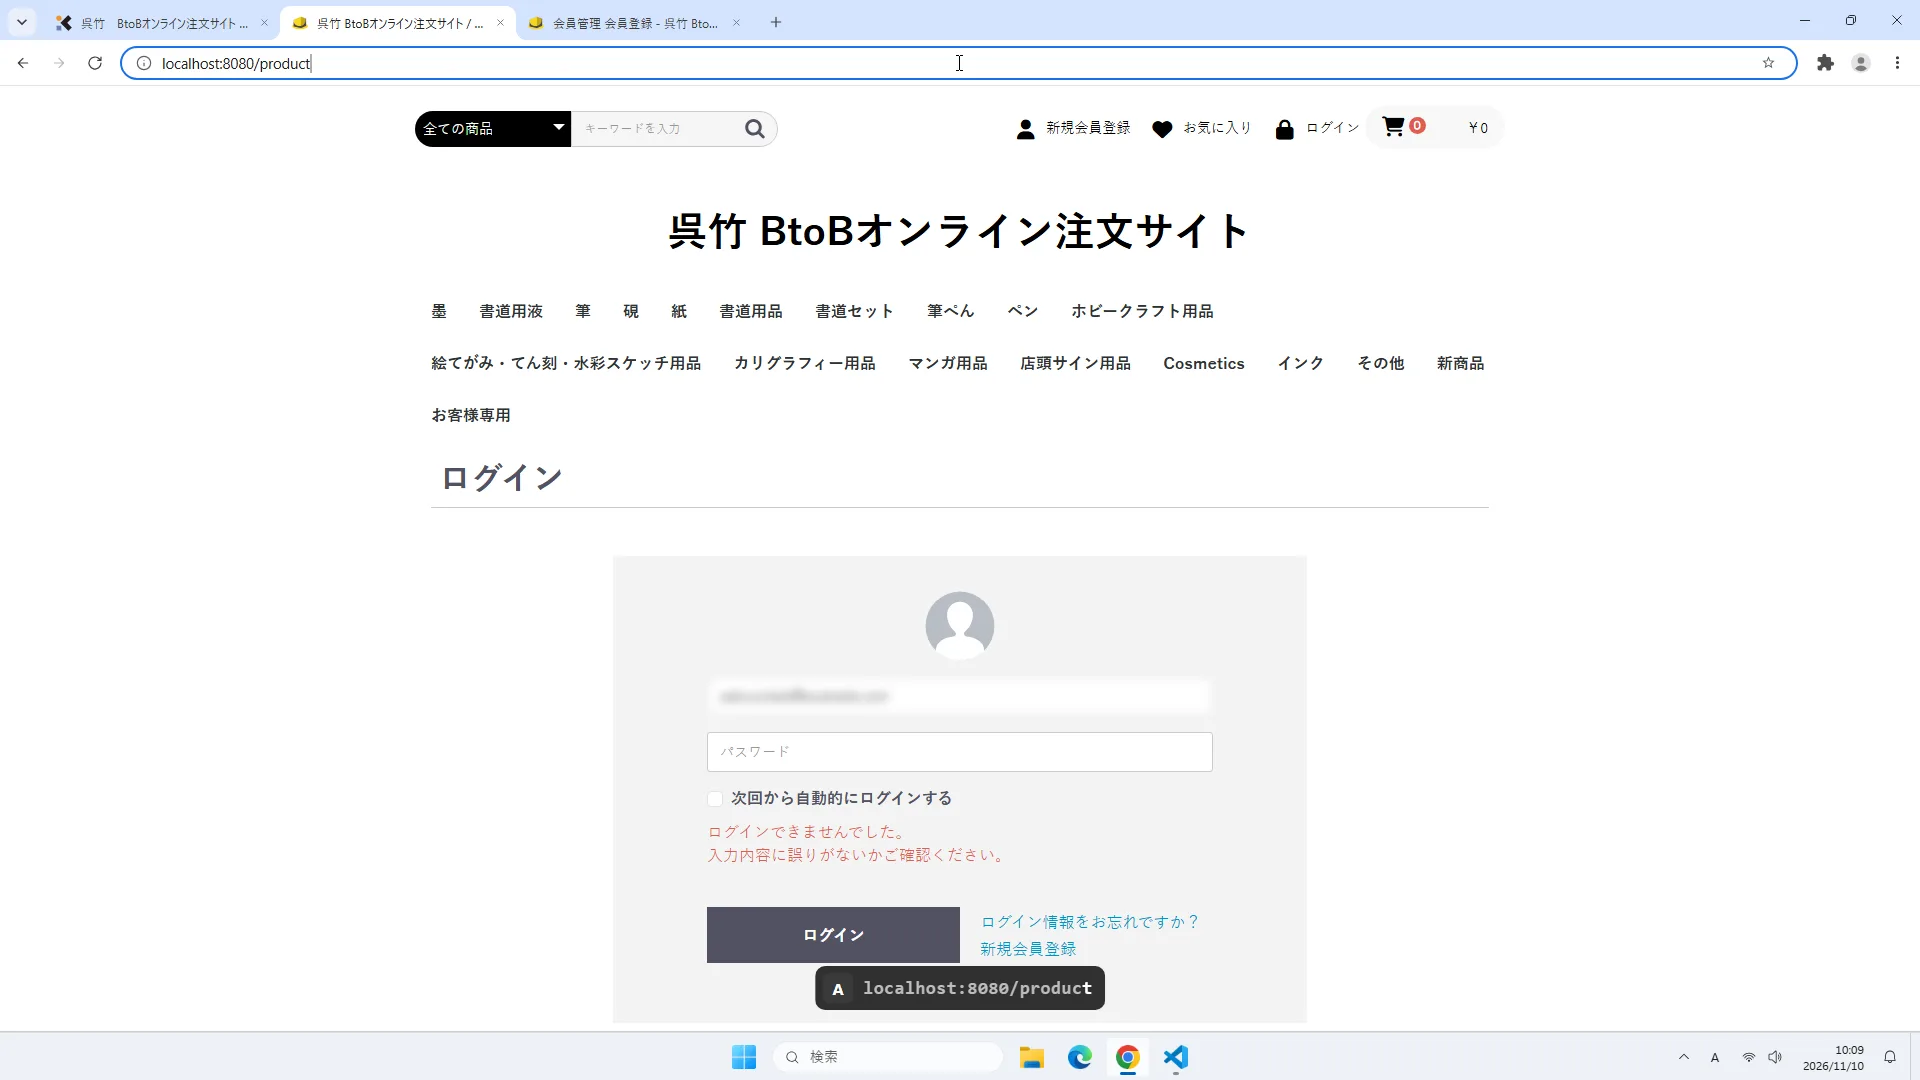 呉竹　BtoBオンライン注文サイト ...
呉竹 BtoBオンライン注文サイト / ...
会員管理 会員登録 - 呉竹 Bto...
localhost:8080/product
全ての商品
キーワードを入力
新規会員登録
お気に入り
ログイン
0
￥0
呉竹 BtoBオンライン注文サイト
墨 書道用液 筆 硯 紙 書道用品 書道セット 筆ぺん ペン ホビークラフト用品
絵てがみ・てん刻・水彩スケッチ用品 カリグラフィー用品 マンガ用品 店頭サイン用品 Cosmetics インク その他 新商品
お客様専用
ログイン
パスワード
次回から自動的にログインする
ログインできませんでした。
入力内容に誤りがないかご確認ください。
ログイン
ログイン情報をお忘れですか？
新規会員登録
A localhost:8080/product
検索
A
10:09
2026/11/10